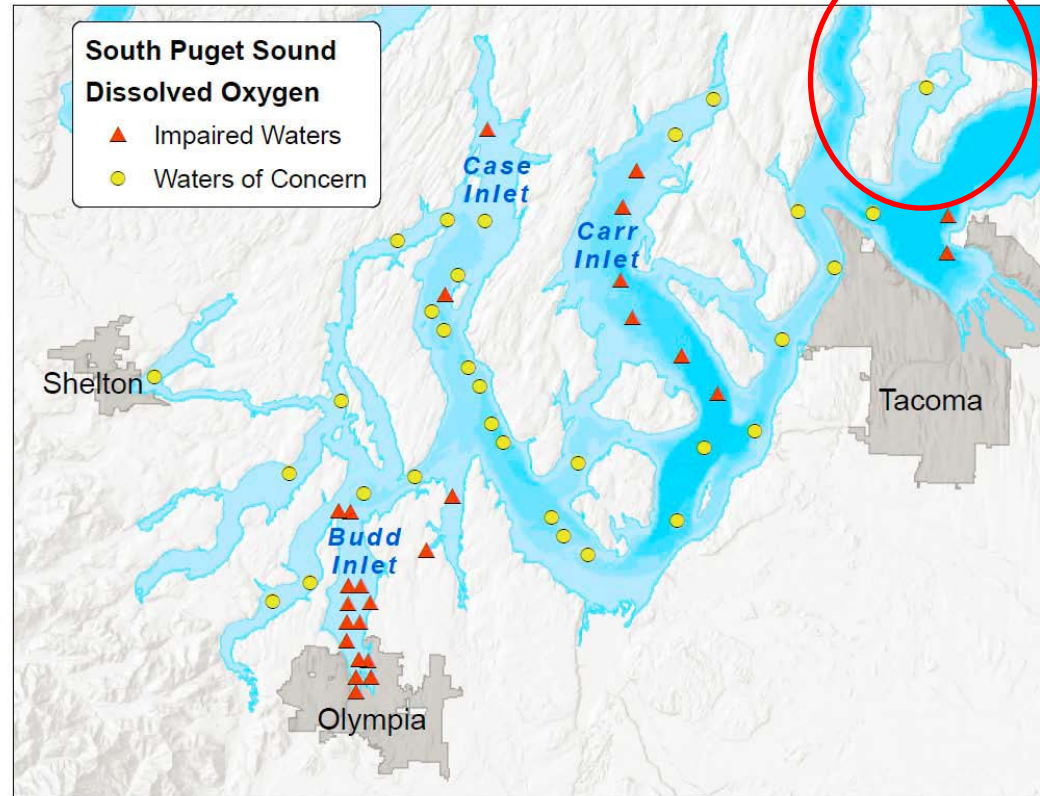 South Puget Sound
Dissolved Oxygen
Impaired Waters
Waters of Concern
Case
Inlet
Carr
Inlet
Shelton
Tacoma
Budd
Inlet
Olympia